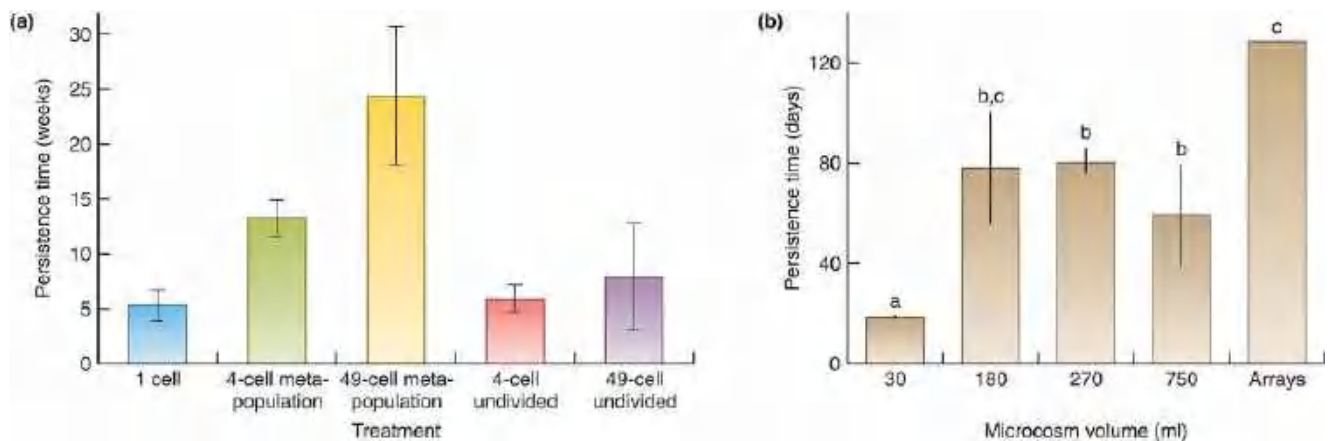 (a)
30
25
20
15
10
5
0
Persistence time (weeks)
1 cell
4-cell meta-
population
49-cell meta-
population
4-cell
undivided
49-cell
undivided
Treatment
(b)
120
80
40
0
Persistence time (days)
a
b,c
b
b
c
30
180
270
750
Arrays
Microcosm volume (ml)